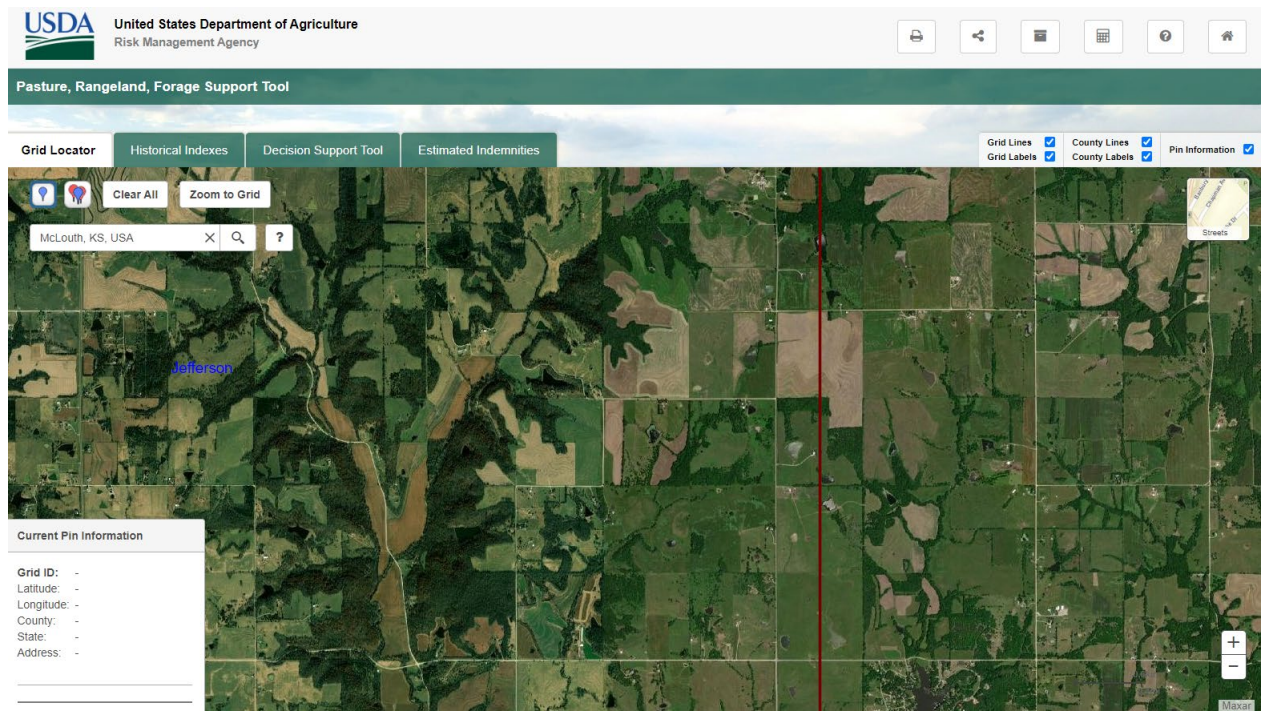 USDA
United States Department of Agriculture
Risk Management Agency
Pasture, Rangeland, Forage Support Tool
Grid Locator
Historical Indexes
Decision Support Tool
Estimated Indemnities
Grid Lines
County Lines
Pin Information
Grid Labels
County Labels
Clear All
Zoom to Grid
McLouth, KS, USA
?
Streets
Jefferson
Current Pin Information
Grid ID: -
Latitude: -
Longitude: -
County: -
State: -
Address: -
+
−
Maxar